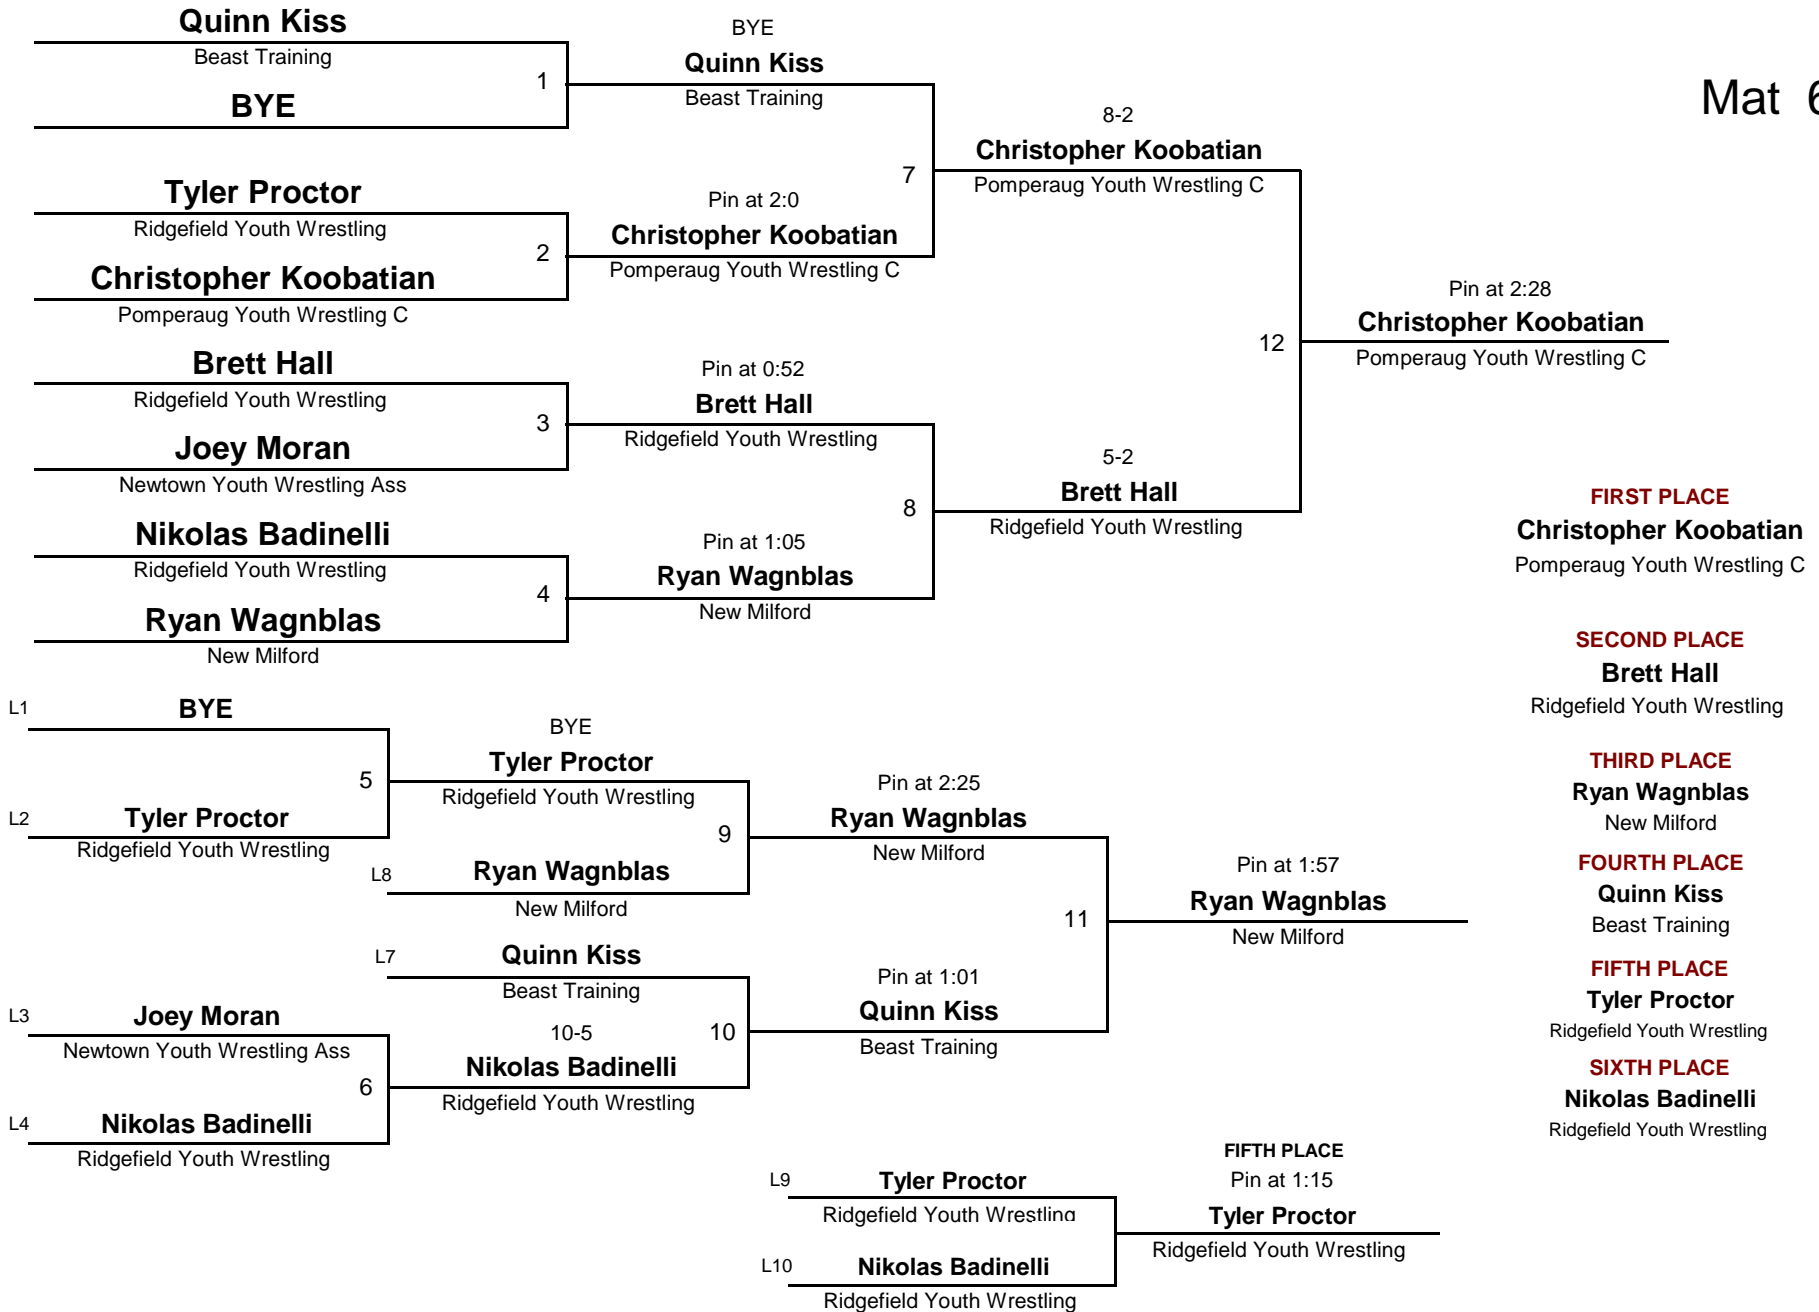 Quinn Kiss
Beast Training
1
BYE
BYE
Quinn Kiss
Beast Training
Mat 6
Tyler Proctor
Ridgefield Youth Wrestling
2
Christopher Koobatian
Pomperaug Youth Wrestling C
Pin at 2:0
Christopher Koobatian
Pomperaug Youth Wrestling C
7
8-2
Christopher Koobatian
Pomperaug Youth Wrestling C
Brett Hall
Ridgefield Youth Wrestling
3
Joey Moran
Newtown Youth Wrestling Ass
Pin at 0:52
Brett Hall
Ridgefield Youth Wrestling
Nikolas Badinelli
Ridgefield Youth Wrestling
4
Ryan Wagnblas
New Milford
Pin at 1:05
Ryan Wagnblas
New Milford
8
5-2
Brett Hall
Ridgefield Youth Wrestling
12
Pin at 2:28
Christopher Koobatian
Pomperaug Youth Wrestling C
FIRST PLACE
Christopher Koobatian
Pomperaug Youth Wrestling C
SECOND PLACE
Brett Hall
Ridgefield Youth Wrestling
THIRD PLACE
Ryan Wagnblas
New Milford
FOURTH PLACE
Quinn Kiss
Beast Training
FIFTH PLACE
Tyler Proctor
Ridgefield Youth Wrestling
SIXTH PLACE
Nikolas Badinelli
Ridgefield Youth Wrestling
L1
BYE
5
L2
Tyler Proctor
Ridgefield Youth Wrestling
BYE
Tyler Proctor
Ridgefield Youth Wrestling
9
L8
Ryan Wagnblas
New Milford
Pin at 2:25
Ryan Wagnblas
New Milford
L7
Quinn Kiss
Beast Training
L3
Joey Moran
Newtown Youth Wrestling Ass
6
L4
Nikolas Badinelli
Ridgefield Youth Wrestling
10-5
10
Nikolas Badinelli
Ridgefield Youth Wrestling
Pin at 1:01
Quinn Kiss
Beast Training
11
Pin at 1:57
Ryan Wagnblas
New Milford
L9
Tyler Proctor
Ridgefield Youth Wrestling
L10
Nikolas Badinelli
Ridgefield Youth Wrestling
FIFTH PLACE
Pin at 1:15
Tyler Proctor
Ridgefield Youth Wrestling